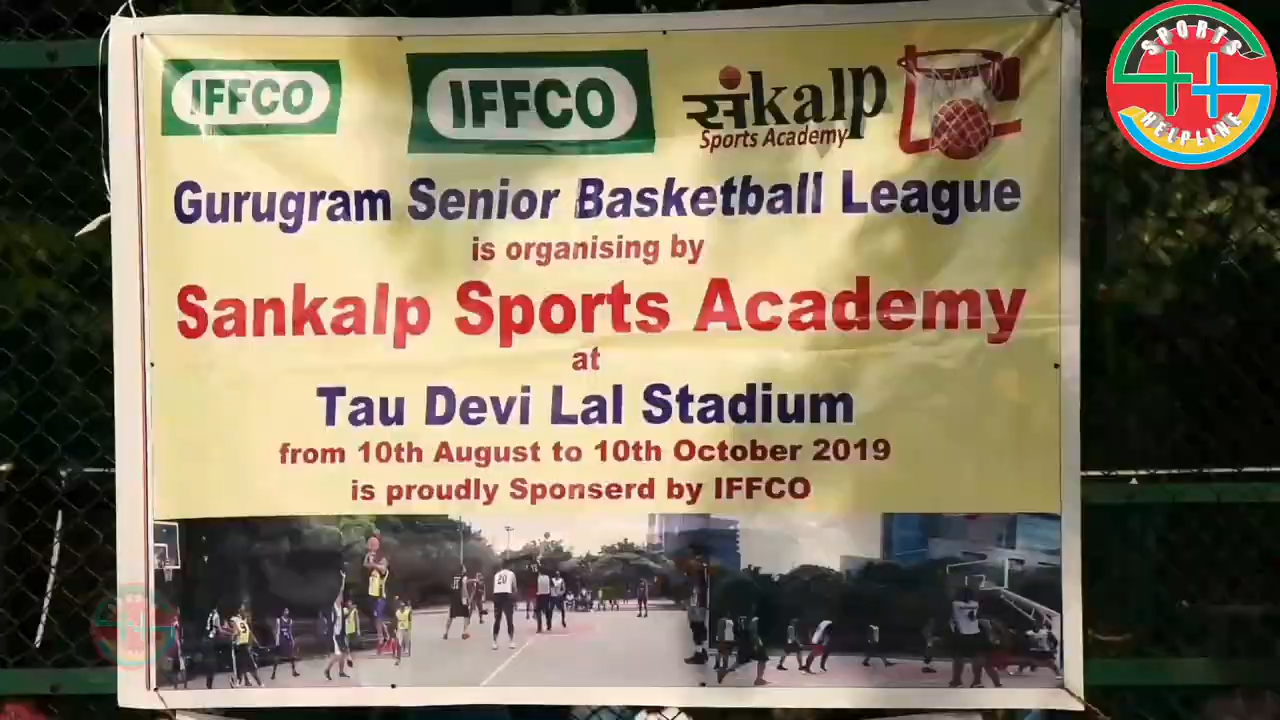 IFFCO
IFFCO
संkalp
Sports Academy
Gurugram Senior Basketball League
is organising by
Sankalp Sports Academy
at
Tau Devi Lal Stadium
from 10th August to 10th October 2019
is proudly Sponserd by IFFCO
20
SPORTS
HELPLINE